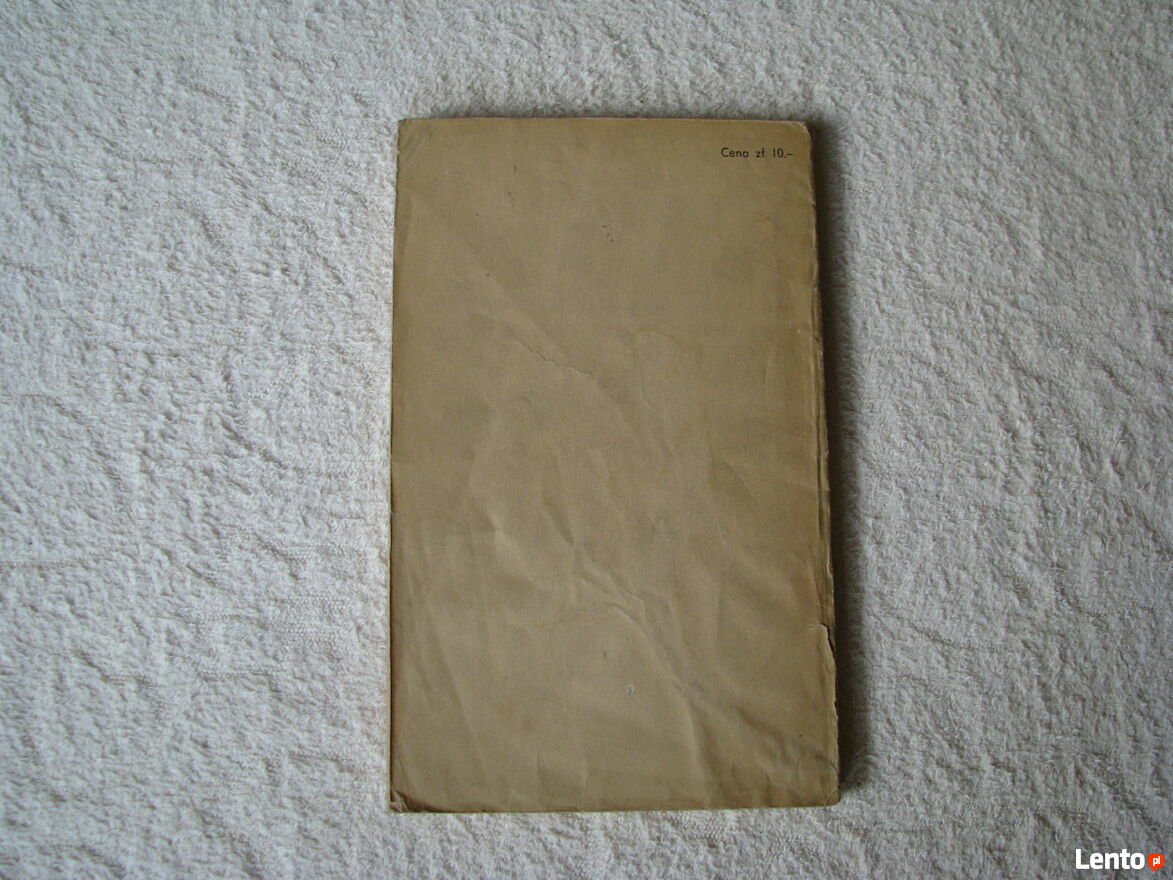 Cena zł 10.—
Lento pl